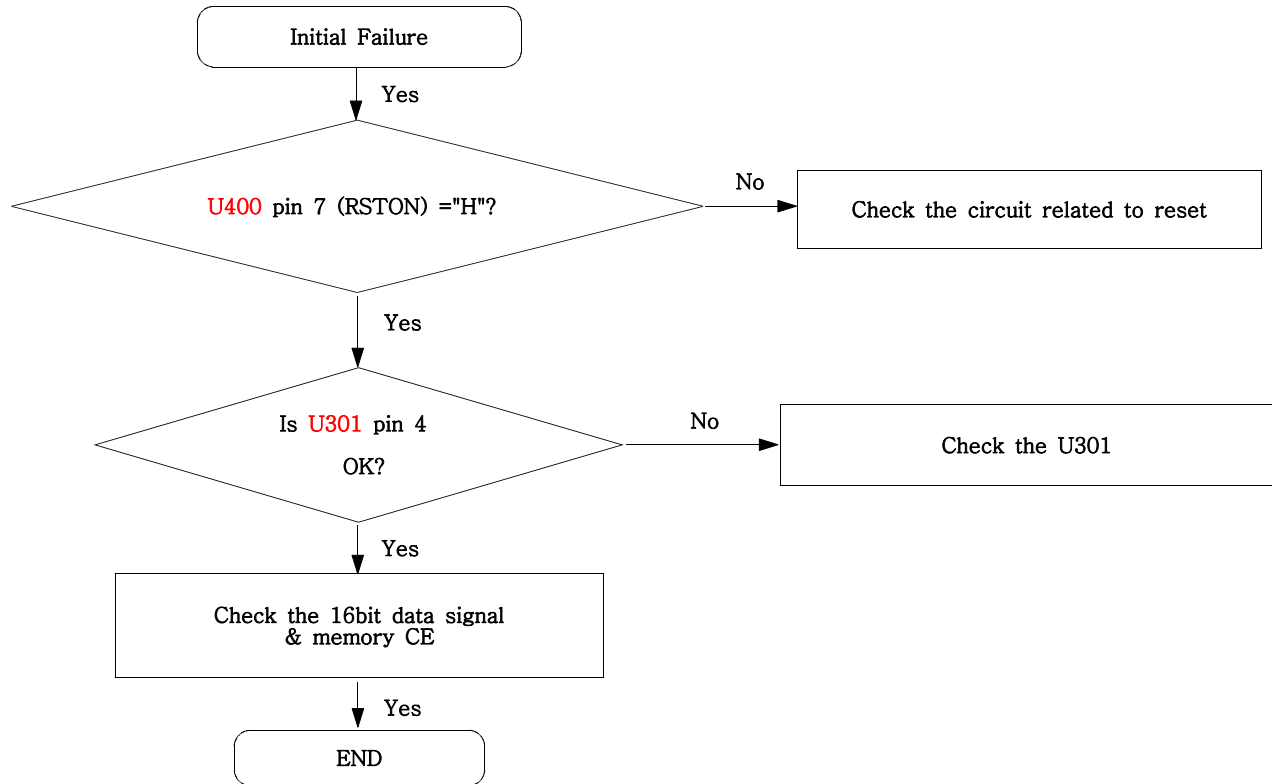 Initial Failure
Yes
U400 pin 7 (RSTON) ="H"?
No
Check the circuit related to reset
Yes
Is U301 pin 4
OK?
No
Check the U301
Yes
Check the 16bit data signal
& memory CE
Yes
END